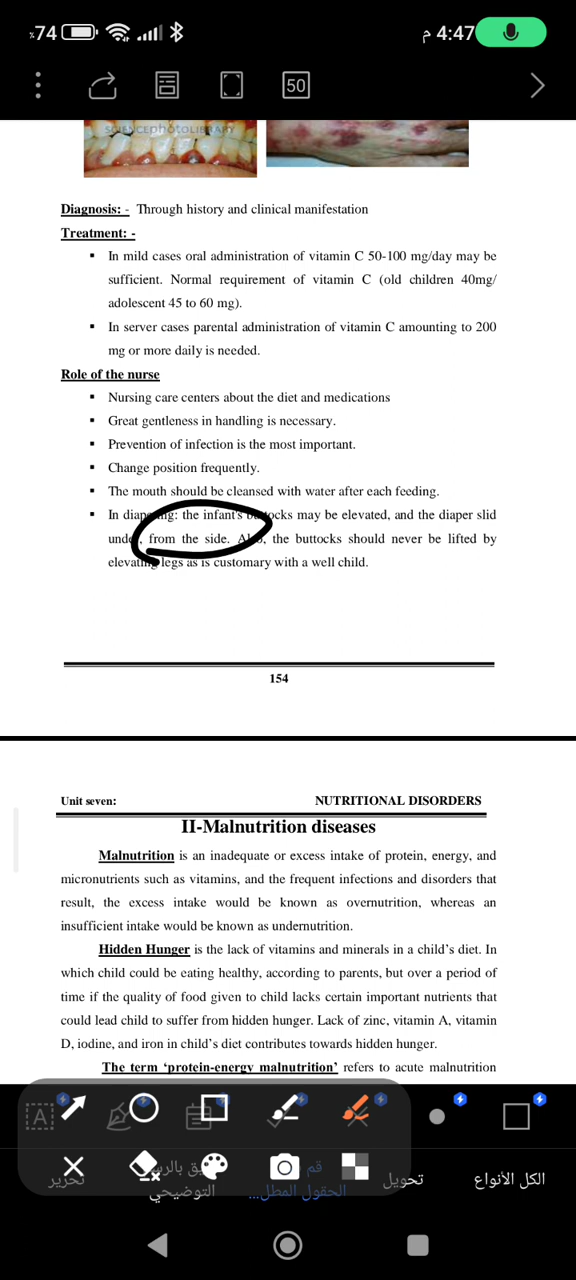 ٪74
4:47 م
50
SCIENCEphotoLIBRARY
Diagnosis: - Through history and clinical manifestation
Treatment: -
▪ In mild cases oral administration of vitamin C 50-100 mg/day may be
sufficient. Normal requirement of vitamin C (old children 40mg/
adolescent 45 to 60 mg).
▪ In server cases parental administration of vitamin C amounting to 200
mg or more daily is needed.
Role of the nurse
▪ Nursing care centers about the diet and medications
▪ Great gentleness in handling is necessary.
▪ Prevention of infection is the most important.
▪ Change position frequently.
▪ The mouth should be cleansed with water after each feeding.
▪ In diapering: the infant's buttocks may be elevated, and the diaper slid
under, from the side. Also, the buttocks should never be lifted by
elevating legs as is customary with a well child.
154
Unit seven: NUTRITIONAL DISORDERS
II-Malnutrition diseases
Malnutrition is an inadequate or excess intake of protein, energy, and
micronutrients such as vitamins, and the frequent infections and disorders that
result, the excess intake would be known as overnutrition, whereas an
insufficient intake would be known as undernutrition.
Hidden Hunger is the lack of vitamins and minerals in a child's diet. In
which child could be eating healthy, according to parents, but over a period of
time if the quality of food given to child lacks certain important nutrients that
could lead child to suffer from hidden hunger. Lack of zinc, vitamin A, vitamin
D, iodine, and iron in child's diet contributes towards hidden hunger.
The term ‘protein-energy malnutrition’ refers to acute malnutrition
A
الكل الأنواع
تحويل
قم
الحقول المطل...
التوضيحي
تحرير